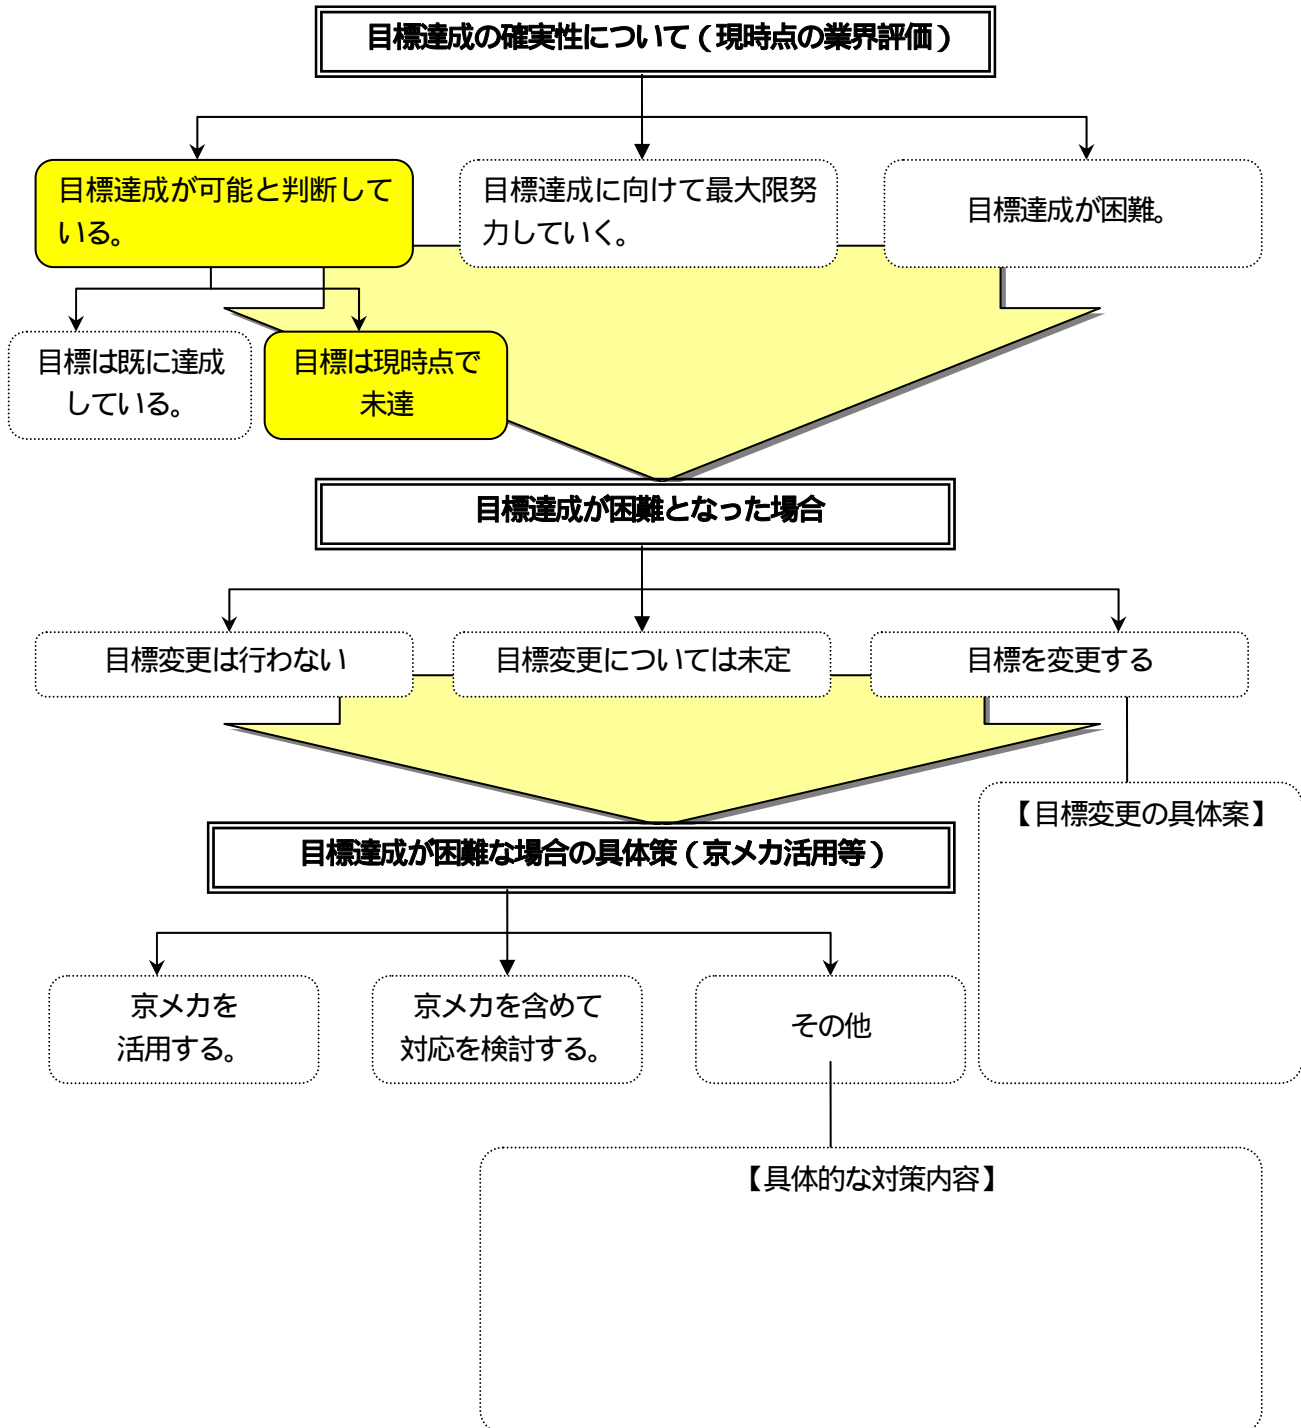 目標達成の確実性について（現時点の業界評価）
目標達成が可能と判断して
いる。
目標達成に向けて最大限努
力していく。
目標達成が困難。
目標は既に達成
している。
目標は現時点で
未達
目標達成が困難となった場合
目標変更は行わない
目標変更については未定
目標を変更する
【目標変更の具体案】
目標達成が困難な場合の具体策（京メカ活用等）
京メカを
活用する。
京メカを含めて
対応を検討する。
その他
【具体的な対策内容】